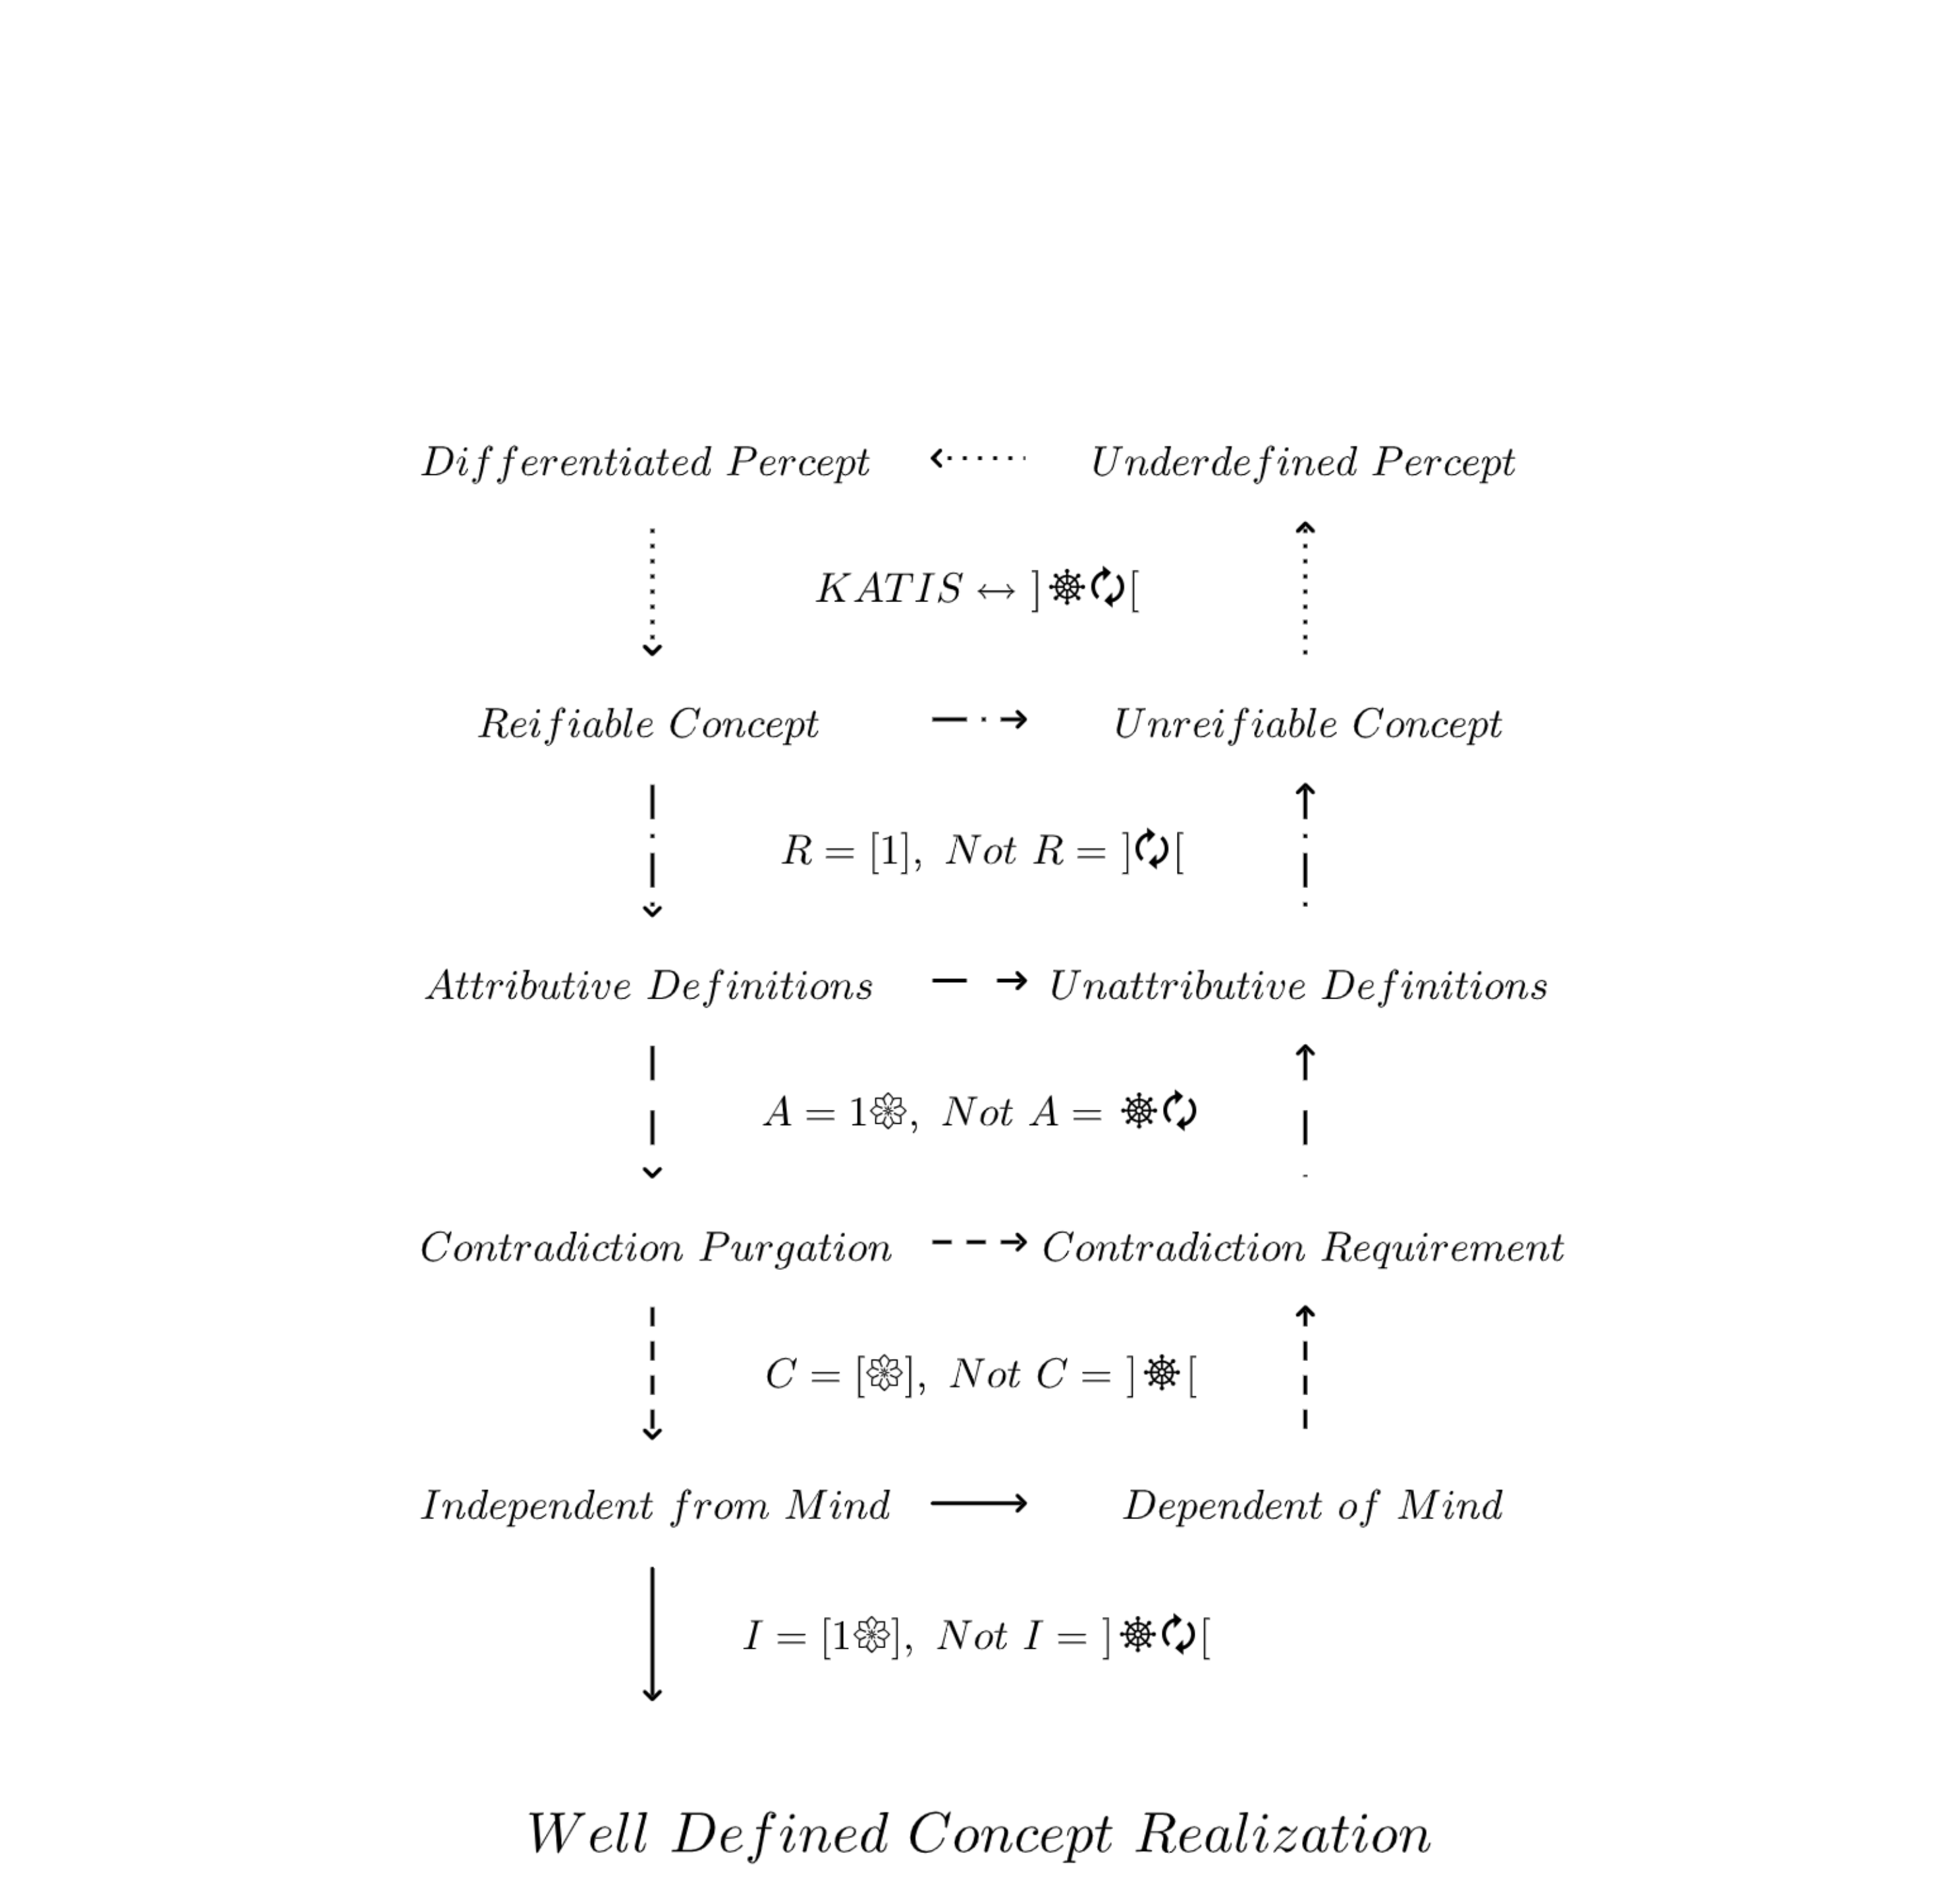 Differentiated Percept Underdefined Percept
KATIS ↔ ]☸🗘[
Reifiable Concept Unreifiable Concept
R = [1], Not R = ]🗘[
Attributive Definitions Unattributive Definitions
A = 1❁, Not A = ☸🗘
Contradiction Purgation Contradiction Requirement
C = [❁], Not C = ]☸[
Independent from Mind Dependent of Mind
I = [1❁], Not I = ]☸🗘[
Well Defined Concept Realization